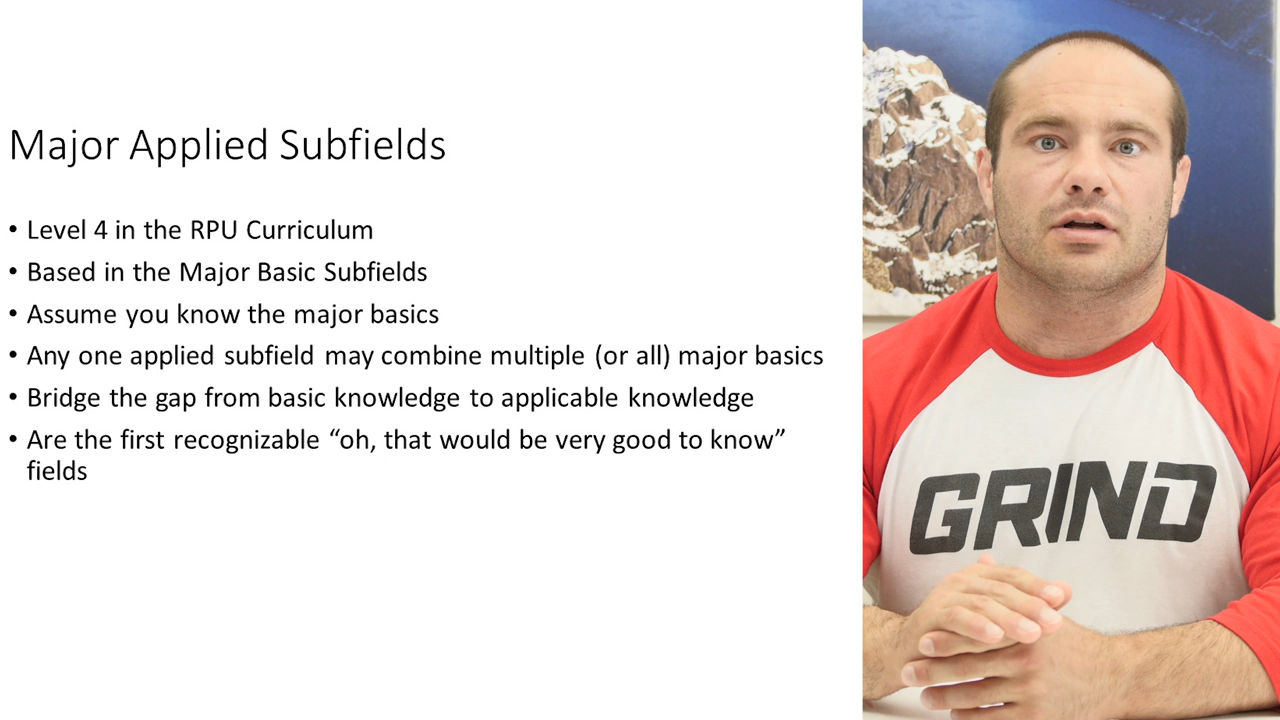 Major Applied Subfields
• Level 4 in the RPU Curriculum
• Based in the Major Basic Subfields
• Assume you know the major basics
• Any one applied subfield may combine multiple (or all) major basics
• Bridge the gap from basic knowledge to applicable knowledge
• Are the first recognizable “oh, that would be very good to know”
fields
GRIND